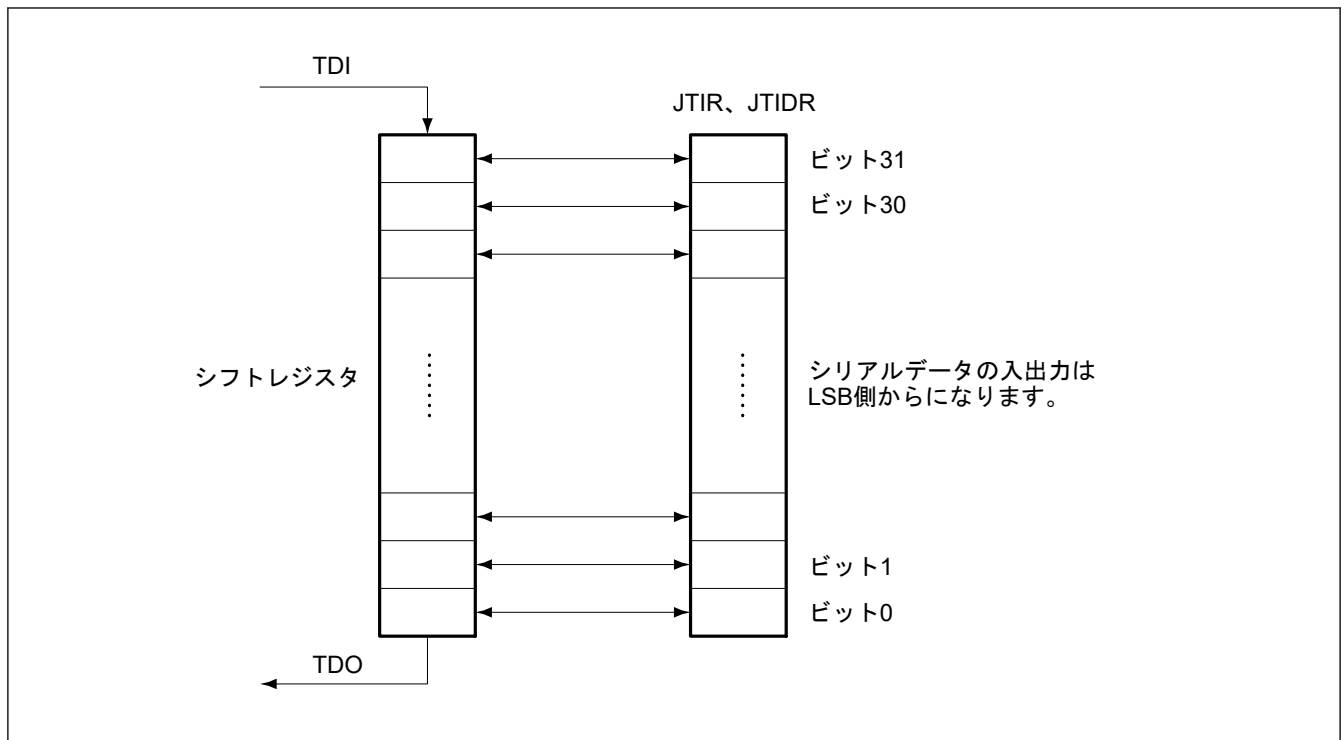 TDI
JTIR、JTIDR
ビット31
ビット30
シフトレジスタ
シリアルデータの入出力は
LSB側からになります。
ビット1
ビット0
TDO